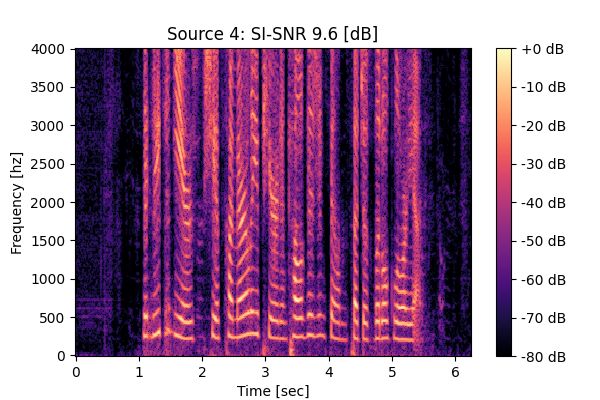 Source 4: SI-SNR 9.6 [dB]
4000
3500
3000
2500
2000
1500
1000
500
0
Frequency [hz]
0 1 2 3 4 5 6
Time [sec]
+0 dB
-10 dB
-20 dB
-30 dB
-40 dB
-50 dB
-60 dB
-70 dB
-80 dB